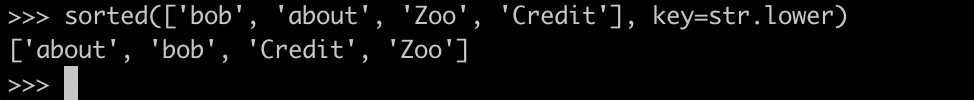 >>> sorted(['bob', 'about', 'Zoo', 'Credit'], key=str.lower)
['about', 'bob', 'Credit', 'Zoo']
>>>